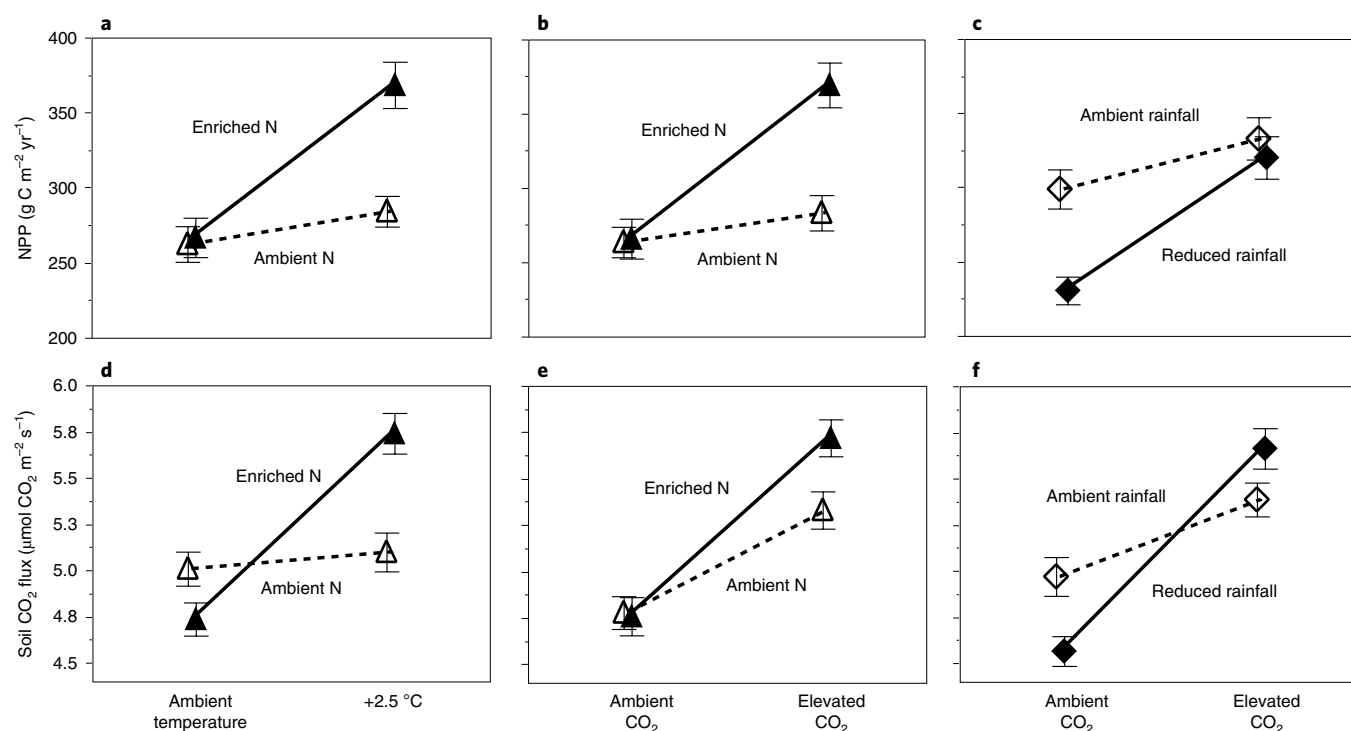 a
b
c
400
350
300
250
200
NPP (g C m⁻² yr⁻¹)
Enriched N
Ambient N
Enriched N
Ambient N
Ambient rainfall
Reduced rainfall
d
e
f
6.0
5.8
5.5
5.3
5.0
4.8
4.5
Soil CO₂ flux (µmol CO₂ m⁻² s⁻¹)
Enriched N
Ambient N
Enriched N
Ambient N
Ambient rainfall
Reduced rainfall
Ambient
temperature
+2.5 °C
Ambient
CO₂
Elevated
CO₂
Ambient
CO₂
Elevated
CO₂